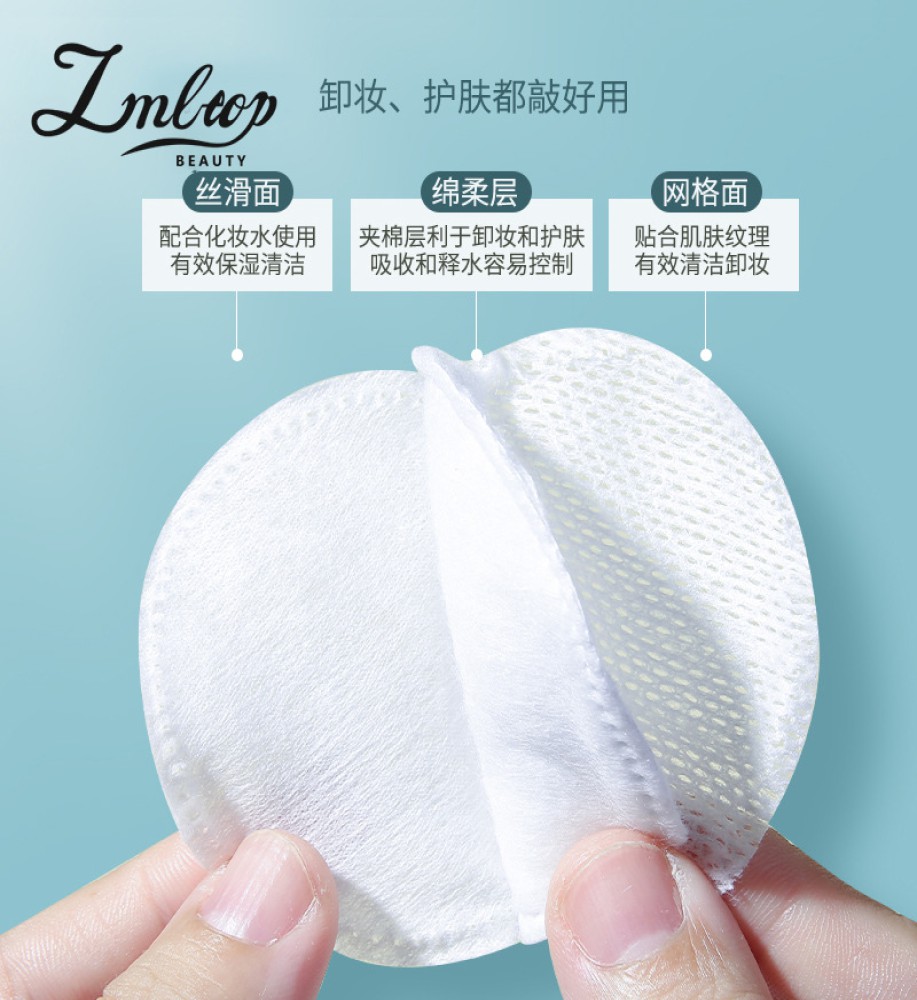 Zmltop
BEAUTY
卸妆、护肤都敲好用
丝滑面
配合化妆水使用
有效保湿清洁
绵柔层
夹棉层利于卸妆和护肤
吸收和释水容易控制
网格面
贴合肌肤纹理
有效清洁卸妆